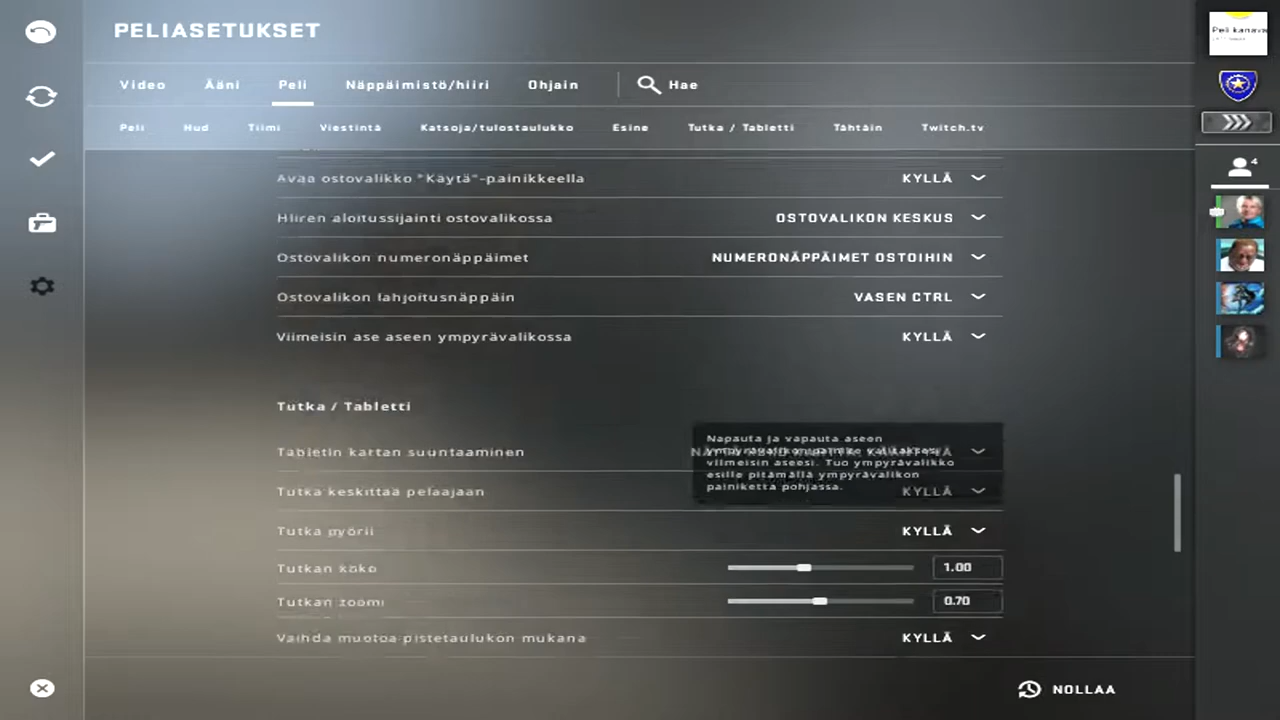 PELIASETUKSET
Peli kanava
Video Ääni Peli Näppäimistö/hiiri Ohjain Hae
Peli Hud Tiimi Viestintä Katsoja/tulostaulukko Esine Tutka / Tabletti Tähtäin Twitch.tv
Avaa ostovalikko "Käytä"-painikkeella KYLLÄ
Hiiren aloitussijainti ostovalikossa OSTOVALIKON KESKUS
Ostovalikon numeronäppäimet NUMERONÄPPÄIMET OSTOIHIN
Ostovalikon lahjoitusnäppäin VASEN CTRL
Viimeisin ase aseen ympyrävalikossa KYLLÄ
4
Tutka / Tabletti
Tabletin kartan suuntaaminen
Napauta ja vapauta aseen
ympyrävalikon painike valitaksesi
viimeisin aseesi. Tuo ympyrävalikko
esille pitämällä ympyrävalikon
painiketta pohjassa.
Tutka keskittää pelaajaan KYLLÄ
Tutka pyörii KYLLÄ
Tutkan koko 1.00
Tutkan zoomi 0.70
Vaihda muotoa pistetaulukon mukana KYLLÄ
NOLLAA